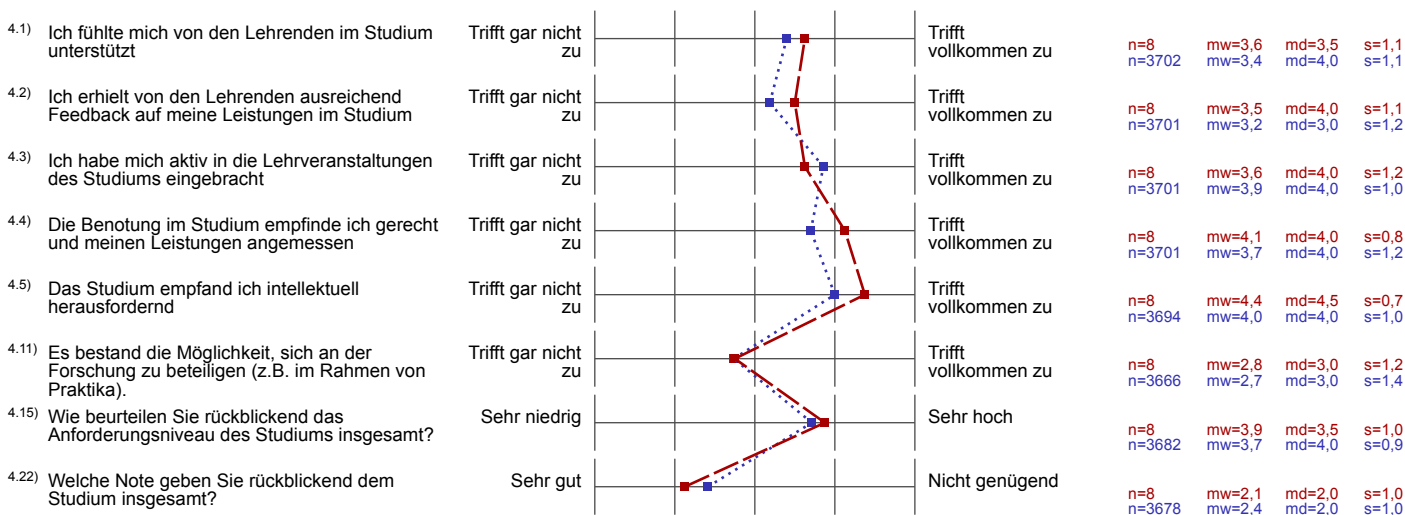 4.1) Ich fühlte mich von den Lehrenden im Studium unterstützt
Trifft gar nicht zu
Trifft vollkommen zu
n=8 mw=3,6 md=3,5 s=1,1
n=3702 mw=3,4 md=4,0 s=1,1
4.2) Ich erhielt von den Lehrenden ausreichend Feedback auf meine Leistungen im Studium
Trifft gar nicht zu
Trifft vollkommen zu
n=8 mw=3,5 md=4,0 s=1,1
n=3701 mw=3,2 md=3,0 s=1,2
4.3) Ich habe mich aktiv in die Lehrveranstaltungen des Studiums eingebracht
Trifft gar nicht zu
Trifft vollkommen zu
n=8 mw=3,6 md=4,0 s=1,2
n=3701 mw=3,9 md=4,0 s=1,0
4.4) Die Benotung im Studium empfinde ich gerecht und meinen Leistungen angemessen
Trifft gar nicht zu
Trifft vollkommen zu
n=8 mw=4,1 md=4,0 s=0,8
n=3701 mw=3,7 md=4,0 s=1,2
4.5) Das Studium empfand ich intellektuell herausfordernd
Trifft gar nicht zu
Trifft vollkommen zu
n=8 mw=4,4 md=4,5 s=0,7
n=3694 mw=4,0 md=4,0 s=1,0
4.11) Es bestand die Möglichkeit, sich an der Forschung zu beteiligen (z.B. im Rahmen von Praktika).
Trifft gar nicht zu
Trifft vollkommen zu
n=8 mw=2,8 md=3,0 s=1,2
n=3666 mw=2,7 md=3,0 s=1,4
4.15) Wie beurteilen Sie rückblickend das Anforderungsniveau des Studiums insgesamt?
Sehr niedrig
Sehr hoch
n=8 mw=3,9 md=3,5 s=1,0
n=3682 mw=3,7 md=4,0 s=0,9
4.22) Welche Note geben Sie rückblickend dem Studium insgesamt?
Sehr gut
Nicht genügend
n=8 mw=2,1 md=2,0 s=1,0
n=3678 mw=2,4 md=2,0 s=1,0